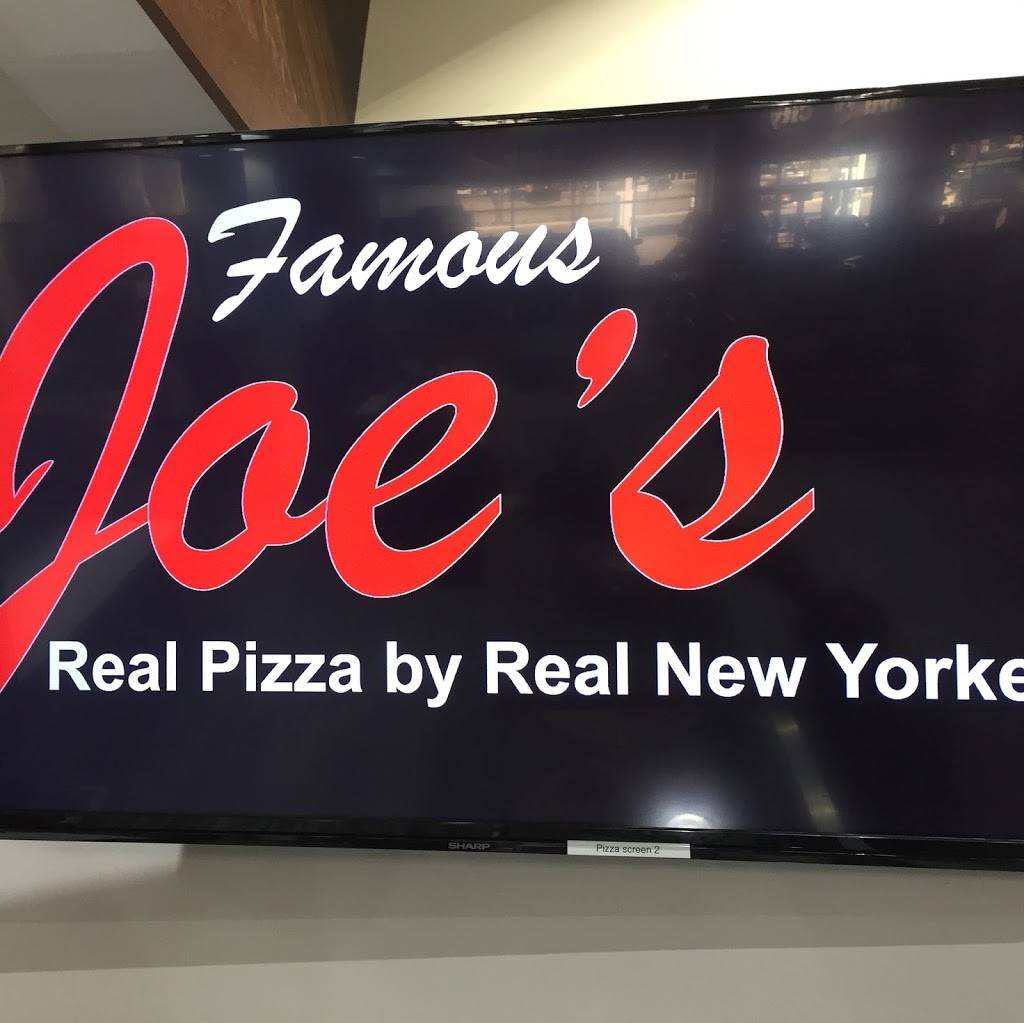 Famous
Joe's
Real Pizza by Real New Yorke
SHARP
Pizza screen 2